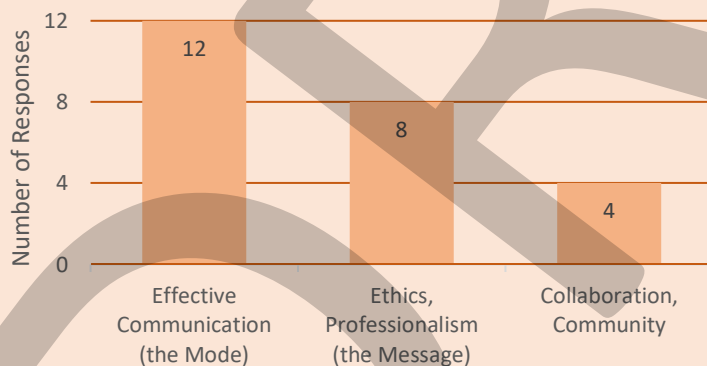 Number of Responses
12
8
4
0
12
8
4
Effective
Communication
(the Mode)
Ethics,
Professionalism
(the Message)
Collaboration,
Community